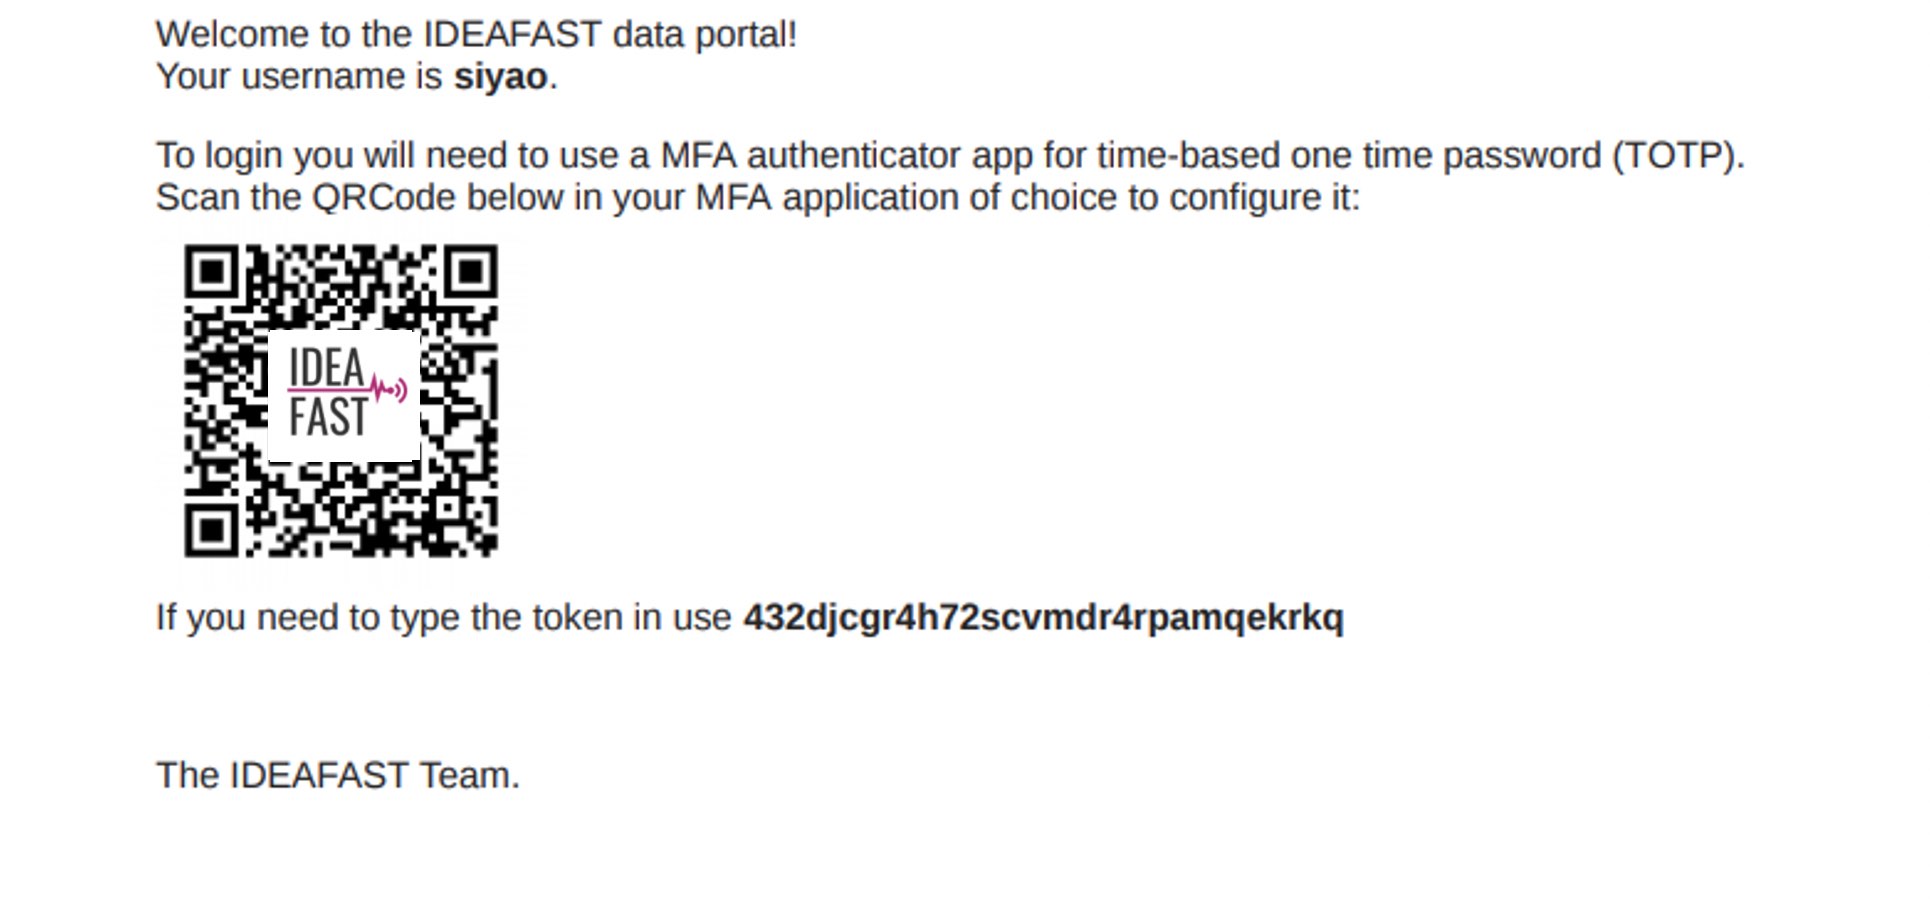 Welcome to the IDEAFAST data portal!
Your username is siyao.
To login you will need to use a MFA authenticator app for time-based one time password (TOTP).
Scan the QRCode below in your MFA application of choice to configure it:
IDEA
FAST
If you need to type the token in use 432djcgr4h72scvmdr4rpamqekrkq
The IDEAFAST Team.